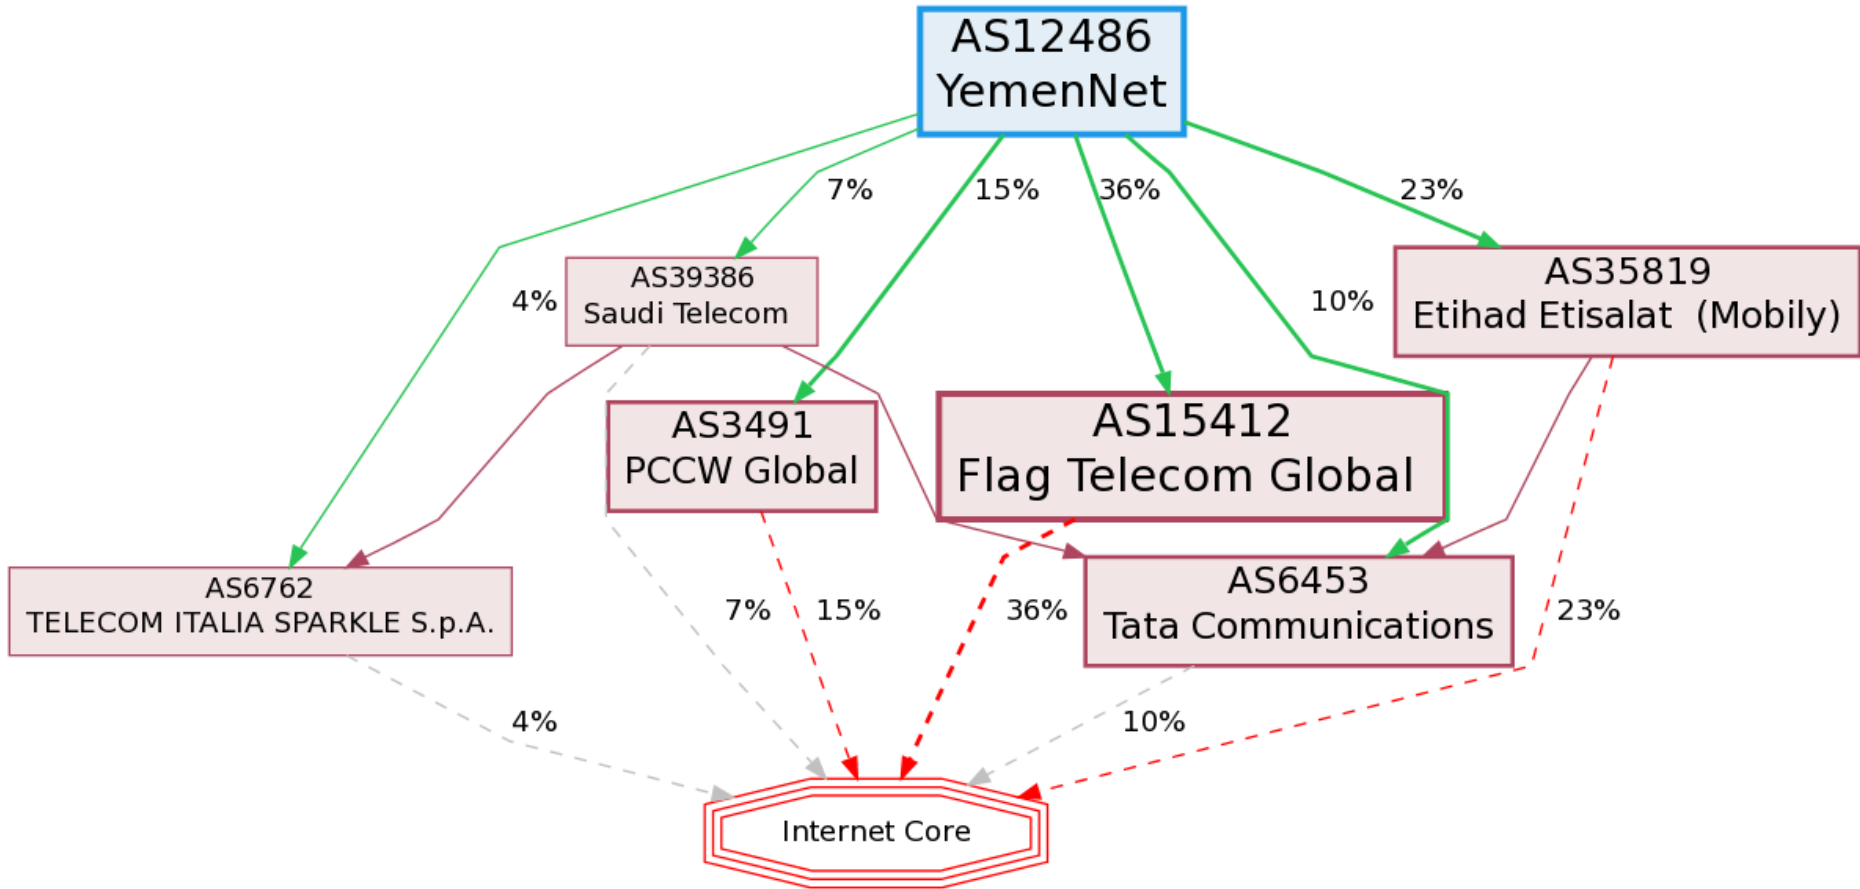 AS12486
YemenNet
7%
15%
36%
23%
4%
10%
AS39386
Saudi Telecom
AS35819
Etihad Etisalat  (Mobily)
AS3491
PCCW Global
AS15412
Flag Telecom Global
AS6762
TELECOM ITALIA SPARKLE S.p.A.
AS6453
Tata Communications
7%
15%
36%
23%
4%
10%
Internet Core